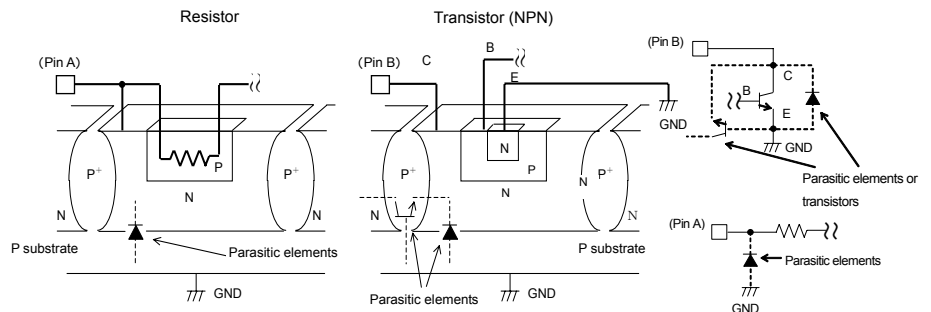 Resistor
Transistor (NPN)
(Pin A)
(Pin B)
C
B
E
GND
N
P
N
P+
P+
N
N
P
N
P+
P+
N
N
N
P substrate
Parasitic elements
GND
Parasitic elements
GND
P substrate
(Pin B)
C
B
E
GND
Parasitic elements or
transistors
(Pin A)
Parasitic elements
GND